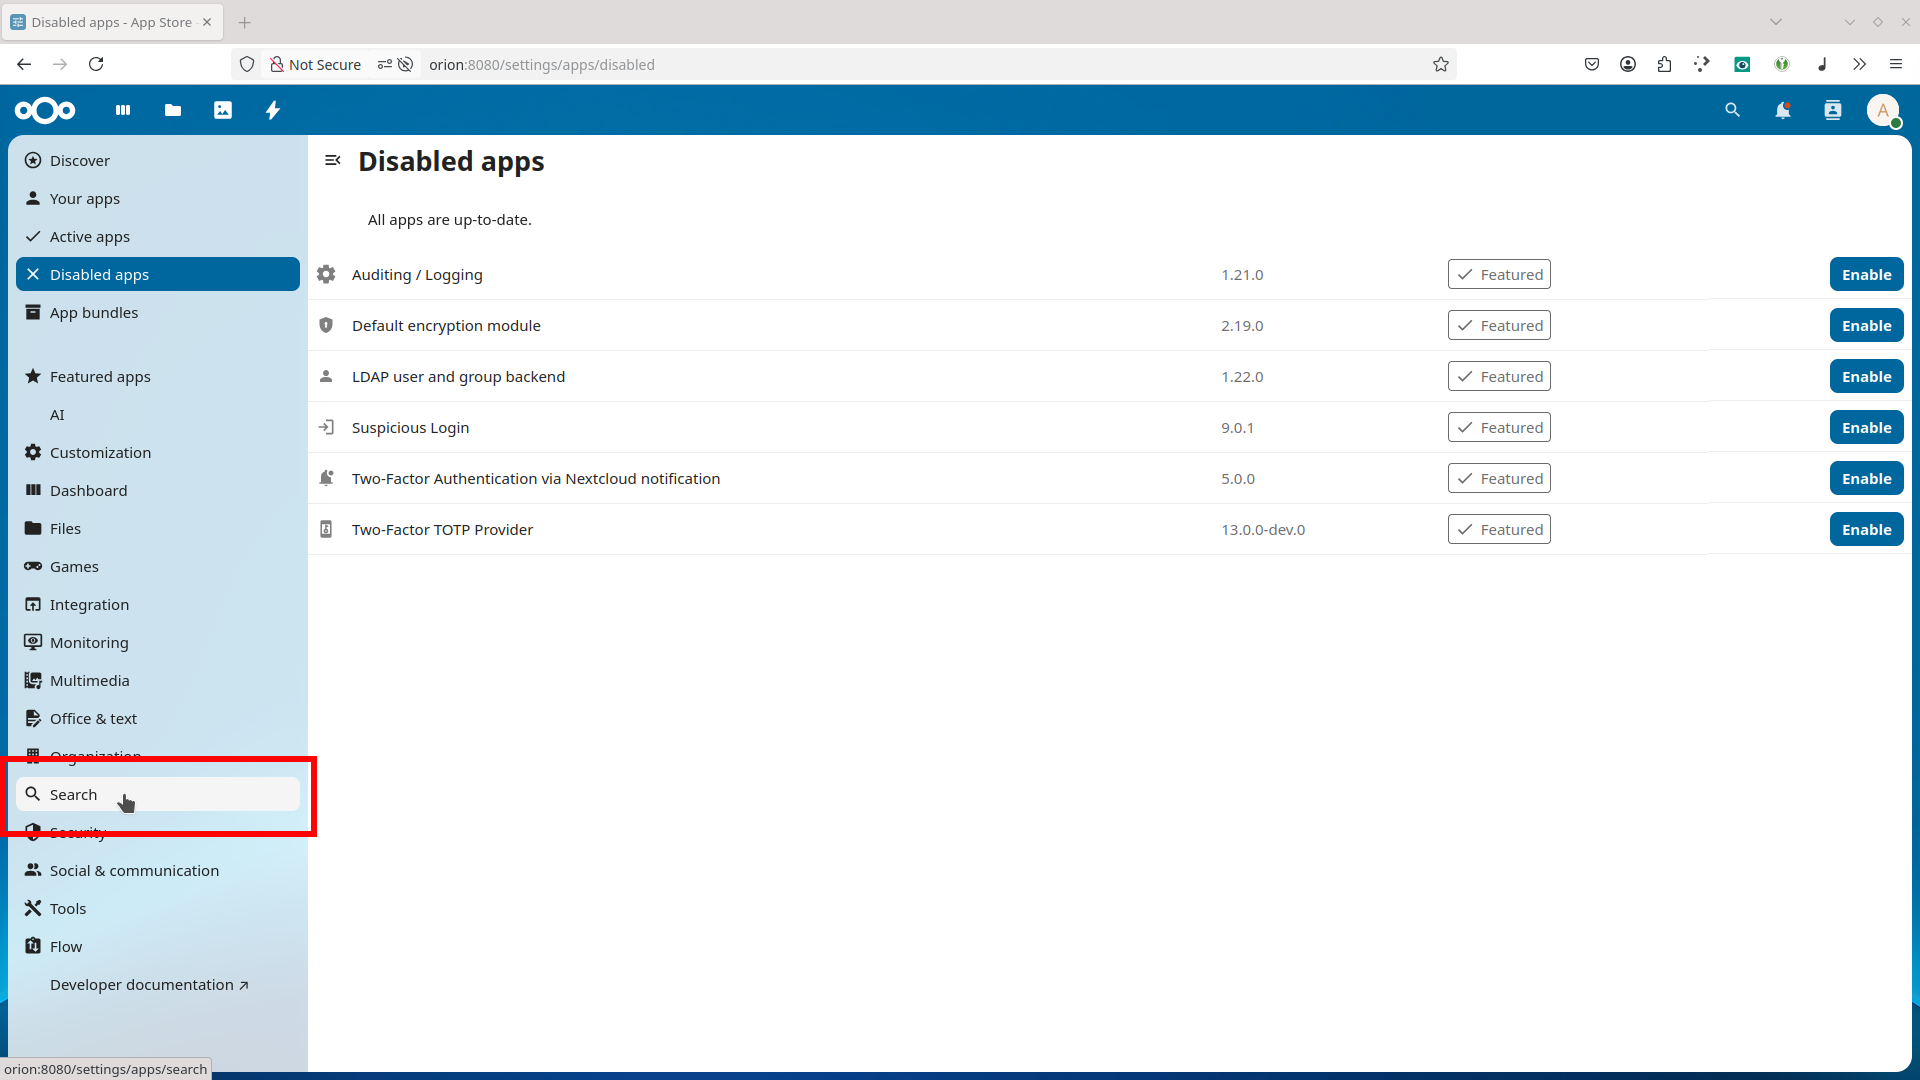 Disabled apps - App Store
Not Secure
orion:8080/settings/apps/disabled
A
Discover
Your apps
Active apps
Disabled apps
App bundles
Featured apps
AI
Customization
Dashboard
Files
Games
Integration
Monitoring
Multimedia
Office & text
Organization
Search
Security
Social & communication
Tools
Flow
Developer documentation ↗
Disabled apps
All apps are up-to-date.
Auditing / Logging 1.21.0 Featured Enable
Default encryption module 2.19.0 Featured Enable
LDAP user and group backend 1.22.0 Featured Enable
Suspicious Login 9.0.1 Featured Enable
Two-Factor Authentication via Nextcloud notification 5.0.0 Featured Enable
Two-Factor TOTP Provider 13.0.0-dev.0 Featured Enable
orion:8080/settings/apps/search